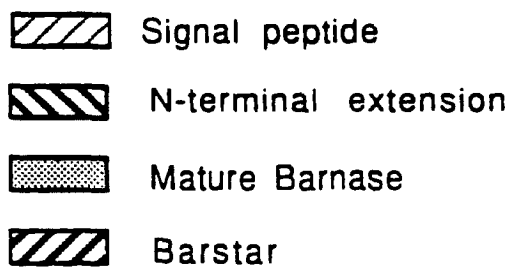 Signal peptide
N-terminal extension
Mature Barnase
Barstar